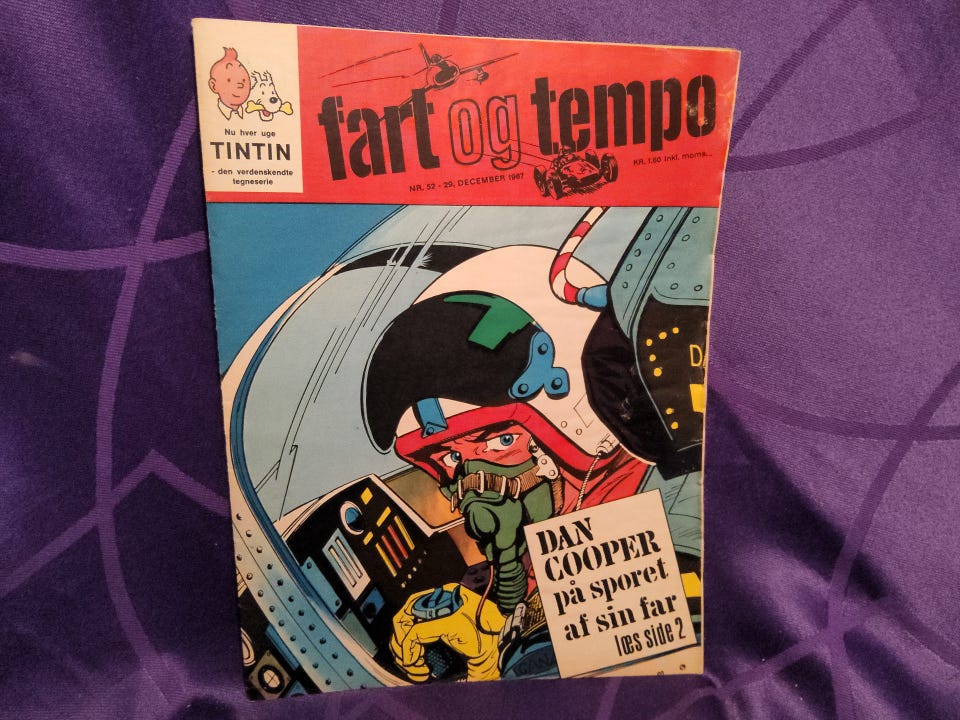 Nu hver uge
TINTIN
- den verdenskendte
tegneserie
fart og tempo
NR. 52 - 29. DECEMBER 1967
KR. 1.60 inkl. moms...
DAN
COOPER
på sporet
af sin far
læs side 2